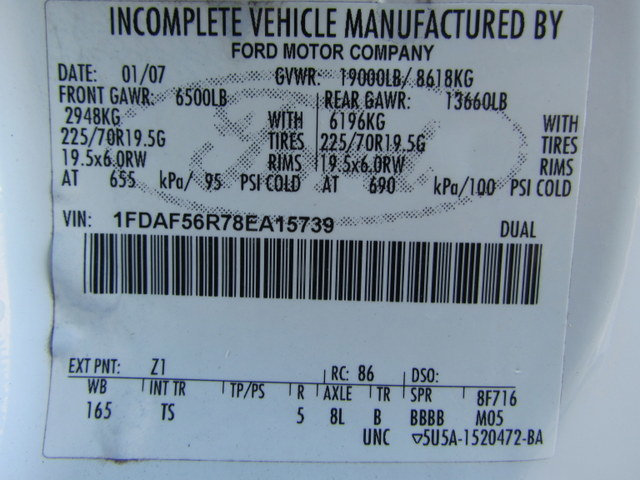 INCOMPLETE VEHICLE MANUFACTURED BY
FORD MOTOR COMPANY
DATE: 01/07 GVWR: 19000LB/ 8618KG
FRONT GAWR: 6500LB REAR GAWR: 13660LB
2948KG WITH 6196KG WITH
225/70R19.5G TIRES 225/70R19.5G TIRES
19.5x6.0RW RIMS 19.5x6.0RW RIMS
AT 655 kPa/ 95 PSI COLD AT 690 kPa/100 PSI COLD
VIN: 1FDAF56R78EA15739 DUAL
EXT PNT: Z1 RC: 86 DSO:
WB INT TR TP/PS R AXLE TR SPR 8F716
165 TS 5 8L B BBBB M05
UNC ▽5U5A-1520472-BA